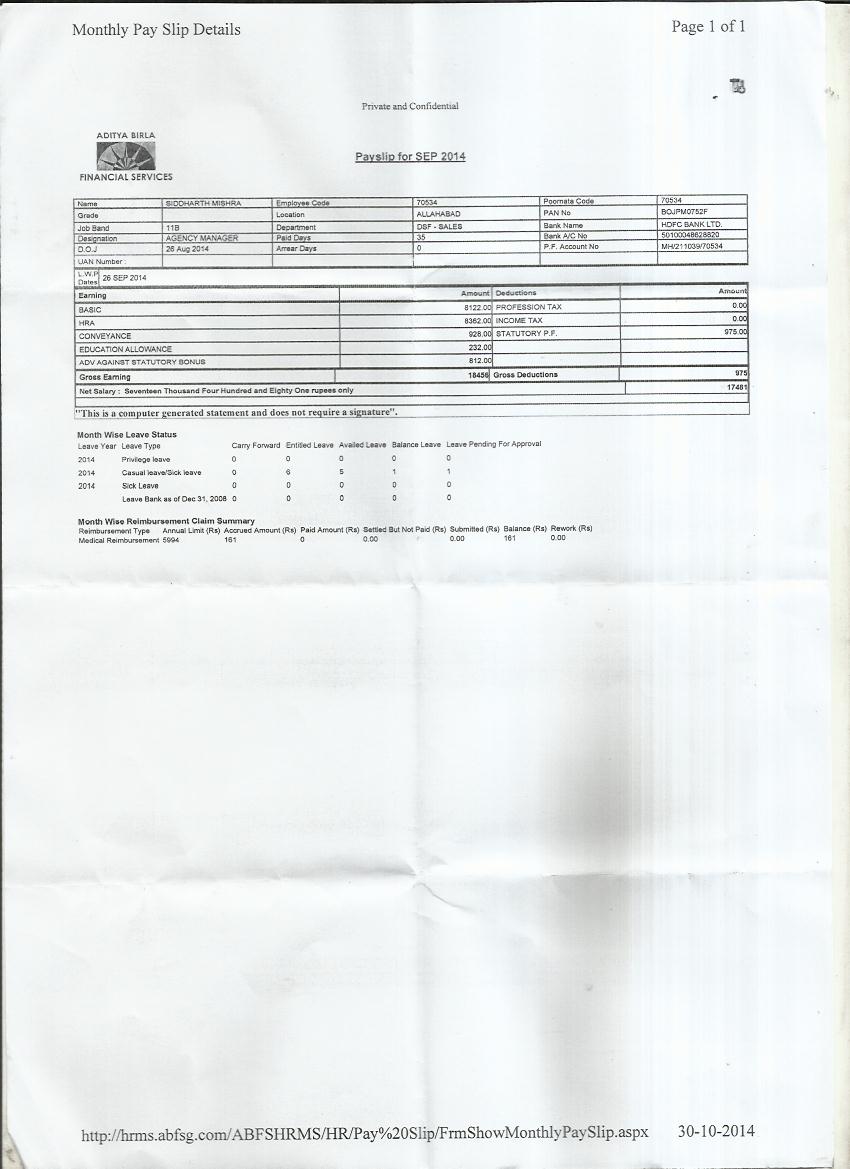 Monthly Pay Slip Details Page 1 of 1
Private and Confidential
ADITYA BIRLA
FINANCIAL SERVICES
Payslip for SEP 2014
Name SIDDHARTH MISHRA Employee Code 70534 Poornata Code 70534
Grade Location ALLAHABAD PAN No BOJPM0752F
Job Band 11B Department DSF - SALES Bank Name HDFC BANK LTD.
Designation AGENCY MANAGER Paid Days 35 Bank A/C No 50100048628820
D.O.J 26 Aug 2014 Arrear Days 0 P.F. Account No MH/211039/70534
UAN Number :
L.W.P Dates 26 SEP 2014
Earning Amount Deductions Amount
BASIC 8122.00 PROFESSION TAX 0.00
HRA 8362.00 INCOME TAX 0.00
CONVEYANCE 928.00 STATUTORY P.F. 975.00
EDUCATION ALLOWANCE 232.00
ADV AGAINST STATUTORY BONUS 812.00
Gross Earning 18456 Gross Deductions 975
Net Salary : Seventeen Thousand Four Hundred and Eighty One rupees only 17481
"This is a computer generated statement and does not require a signature".
Month Wise Leave Status
Leave Year Leave Type Carry Forward Entitled Leave Availed Leave Balance Leave Leave Pending For Approval
2014 Privilege leave 0 0 0 0 0
2014 Casual leave/Sick leave 0 6 5 1 1
2014 Sick Leave 0 0 0 0 0
Leave Bank as of Dec 31, 2008 0 0 0 0 0
Month Wise Reimbursement Claim Summary
Reimbursement Type Annual Limit (Rs) Accrued Amount (Rs) Paid Amount (Rs) Settled But Not Paid (Rs) Submitted (Rs) Balance (Rs) Rework (Rs)
Medical Reimbursement 5994 161 0 0.00 0.00 161 0.00
http://hrms.abfsg.com/ABFSHRMS/HR/Pay%20Slip/FrmShowMonthlyPaySlip.aspx 30-10-2014